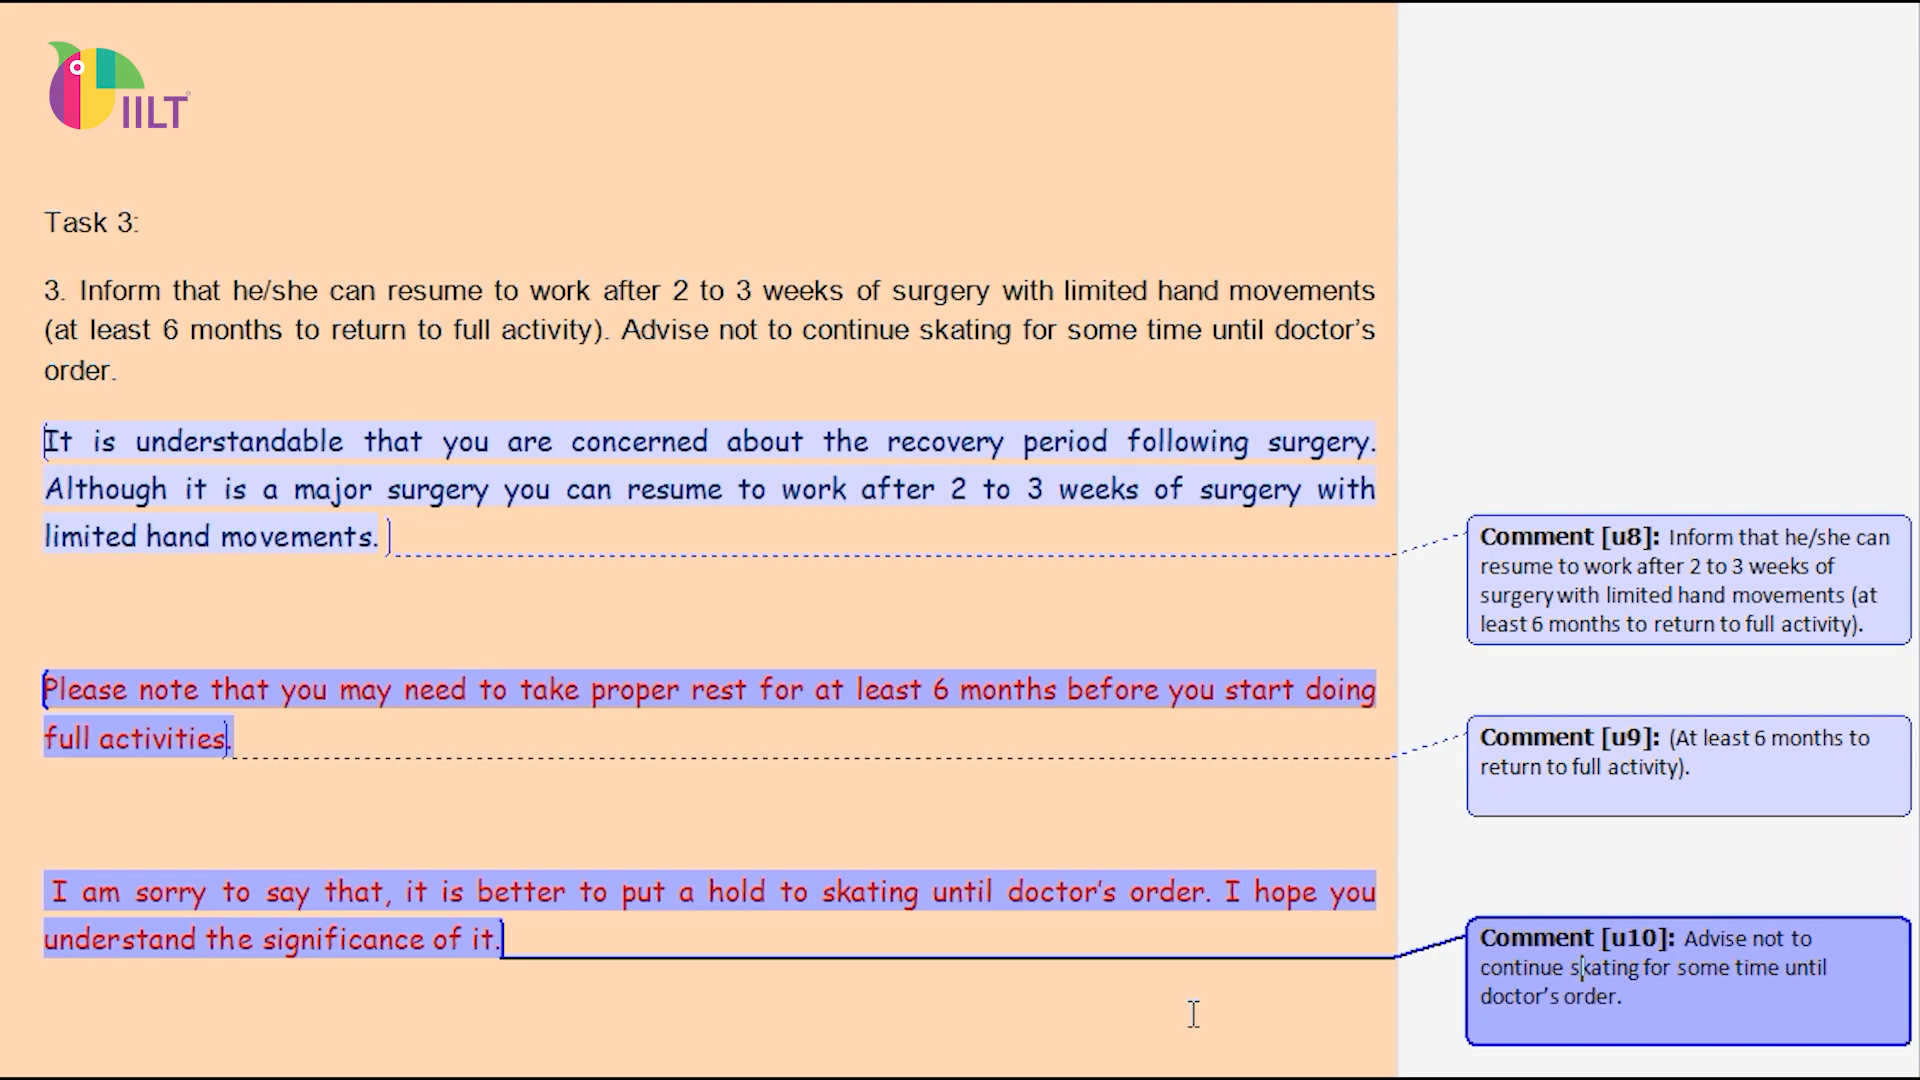 IILT
Task 3:
3. Inform that he/she can resume to work after 2 to 3 weeks of surgery with limited hand movements
(at least 6 months to return to full activity). Advise not to continue skating for some time until doctor's
order.
It is understandable that you are concerned about the recovery period following surgery.
Although it is a major surgery you can resume to work after 2 to 3 weeks of surgery with
limited hand movements.
Comment [u8]: Inform that he/she can
resume to work after 2 to 3 weeks of
surgery with limited hand movements (at
least 6 months to return to full activity).
Please note that you may need to take proper rest for at least 6 months before you start doing
full activities.
Comment [u9]: (At least 6 months to
return to full activity).
I am sorry to say that, it is better to put a hold to skating until doctor's order. I hope you
understand the significance of it.
Comment [u10]: Advise not to
continue skating for some time until
doctor's order.